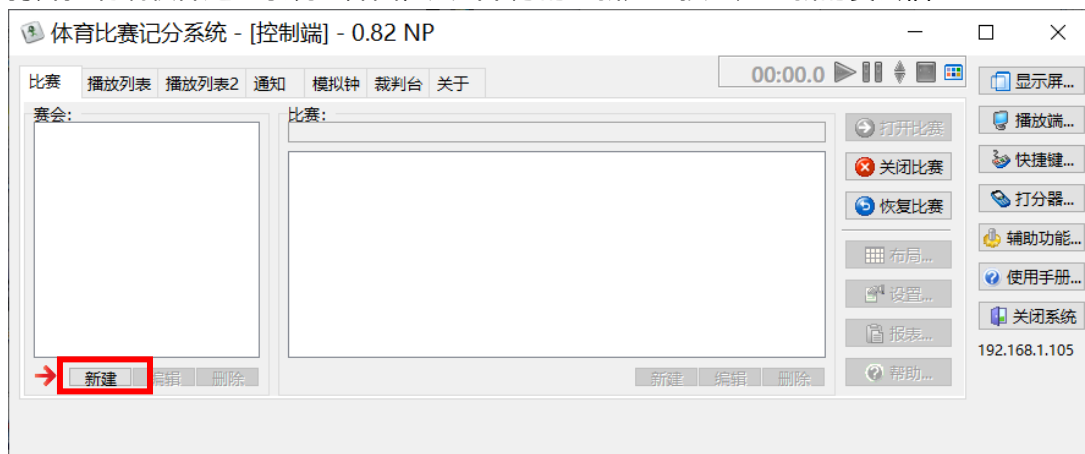 体育比赛记分系统 - [控制端] - 0.82 NP
比赛 播放列表 播放列表2 通知 模拟钟 裁判台 关于
00:00.0
赛会:
比赛:
打开比赛
关闭比赛
恢复比赛
布局...
设置...
报表...
帮助...
新建 编辑 删除
新建 编辑 删除
显示屏...
播放端...
快捷键...
打分器...
辅助功能...
使用手册...
关闭系统
192.168.1.105